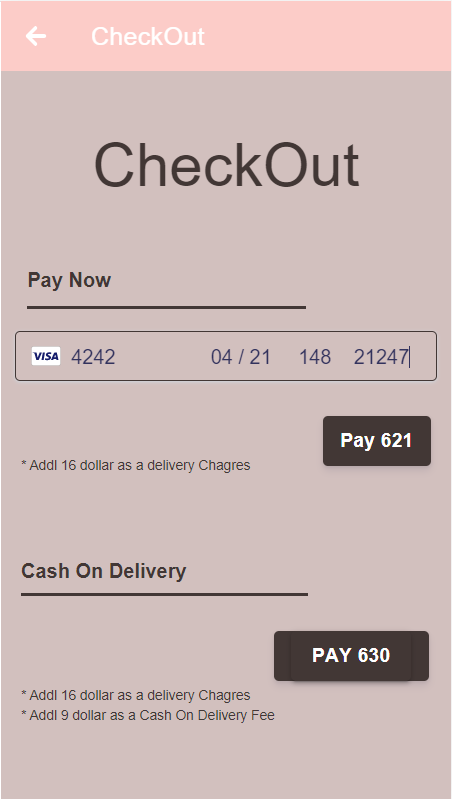 CheckOut
CheckOut
Pay Now
VISA 4242 04 / 21 148 21247
Pay 621
* Addl 16 dollar as a delivery Chagres
Cash On Delivery
PAY 630
* Addl 16 dollar as a delivery Chagres
* Addl 9 dollar as a Cash On Delivery Fee